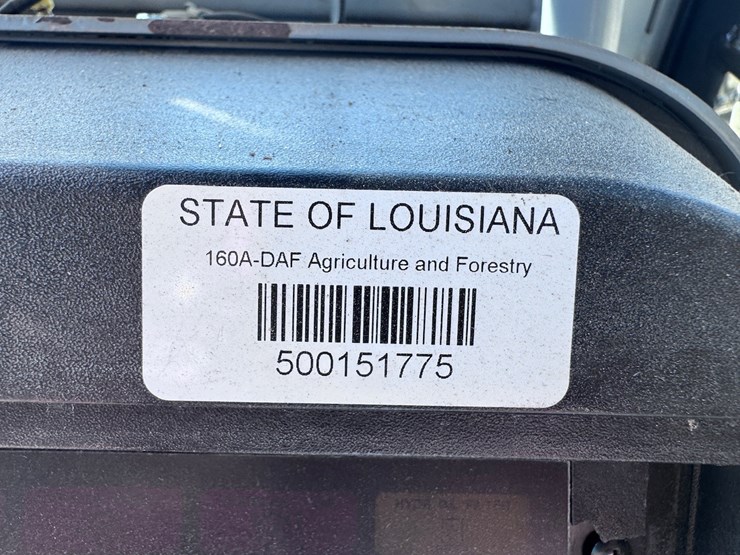 STATE OF LOUISIANA
160A-DAF Agriculture and Forestry
500151775